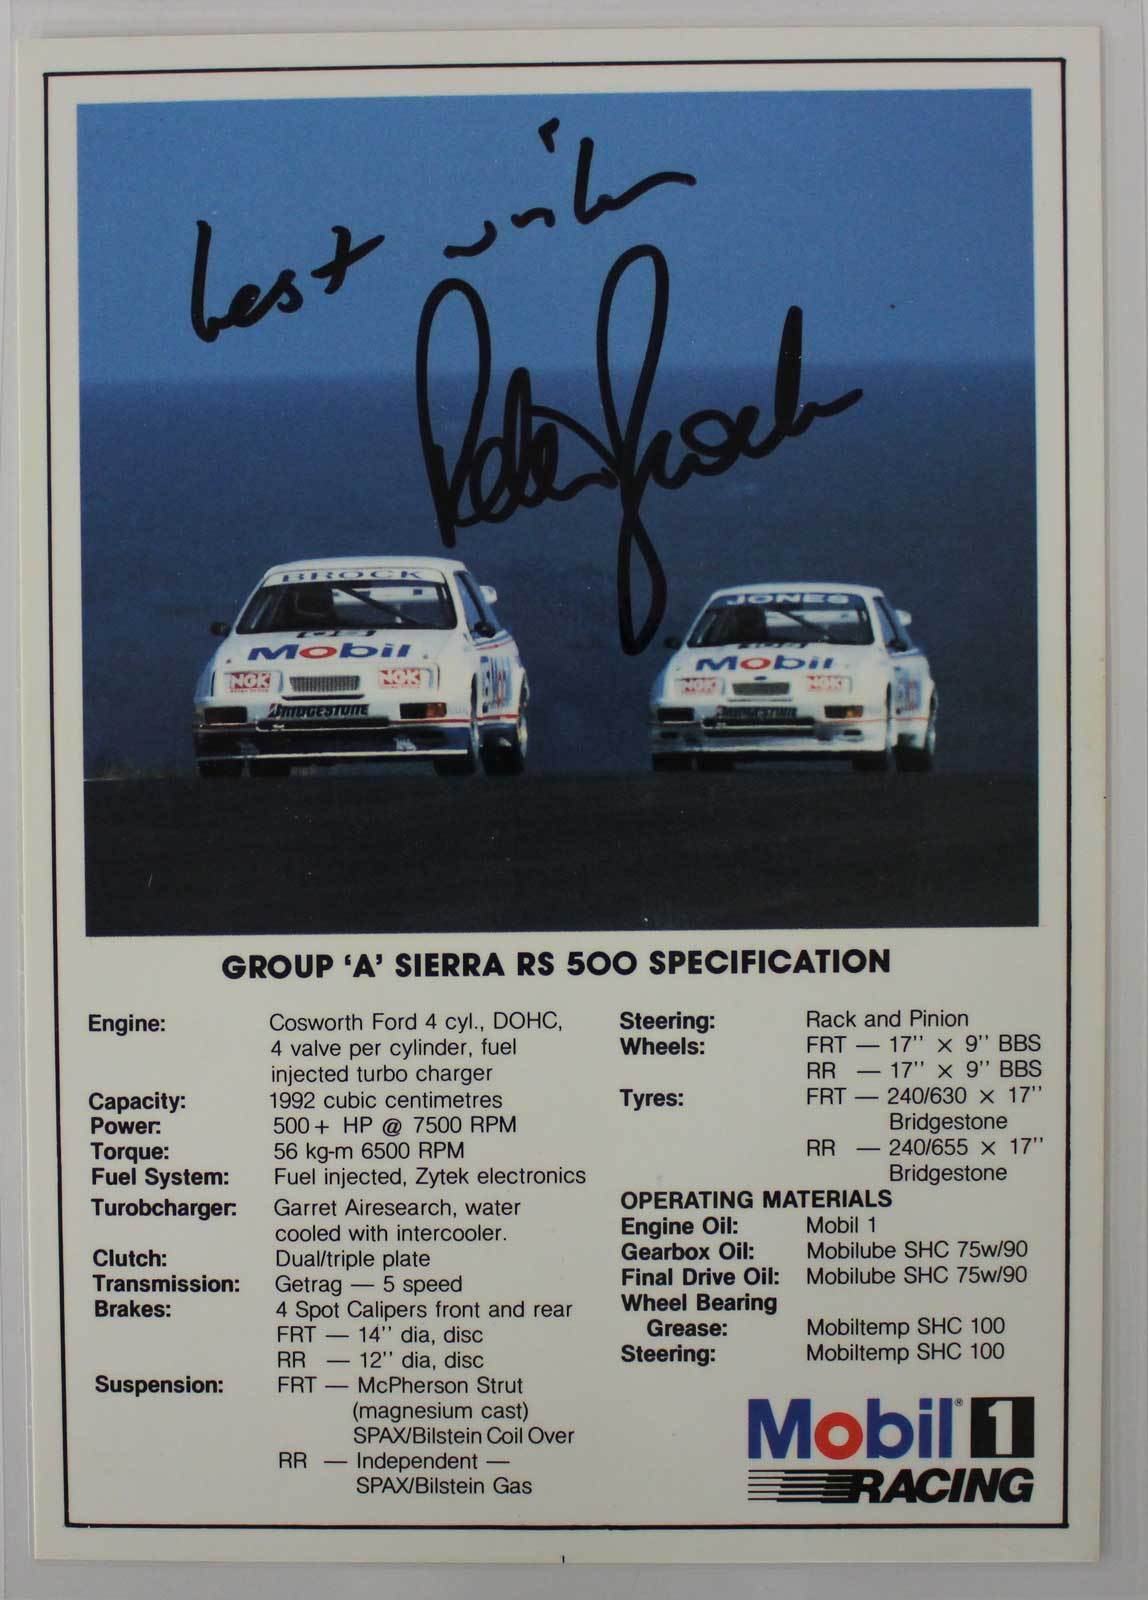 best wishes
Peter Brock
BROCK
05
Mobil
NGK
NGK
BRIDGESTONE
Mobil
JONES
Mobil
NGK
NGK
BRIDGESTONE
GROUP ‘A’ SIERRA RS 500 SPECIFICATION
Engine: Cosworth Ford 4 cyl., DOHC,
4 valve per cylinder, fuel
injected turbo charger
Capacity: 1992 cubic centimetres
Power: 500+ HP @ 7500 RPM
Torque: 56 kg-m 6500 RPM
Fuel System: Fuel injected, Zytek electronics
Turobcharger: Garret Airesearch, water
cooled with intercooler.
Clutch: Dual/triple plate
Transmission: Getrag — 5 speed
Brakes: 4 Spot Calipers front and rear
FRT — 14’’ dia, disc
RR — 12’’ dia, disc
Suspension: FRT — McPherson Strut
(magnesium cast)
SPAX/Bilstein Coil Over
RR — Independent —
SPAX/Bilstein Gas
Steering: Rack and Pinion
Wheels: FRT — 17’’ × 9’’ BBS
RR — 17’’ × 9’’ BBS
Tyres: FRT — 240/630 × 17’’
Bridgestone
RR — 240/655 × 17’’
Bridgestone
OPERATING MATERIALS
Engine Oil: Mobil 1
Gearbox Oil: Mobilube SHC 75w/90
Final Drive Oil: Mobilube SHC 75w/90
Wheel Bearing
Grease: Mobiltemp SHC 100
Steering: Mobiltemp SHC 100
Mobil® 1
RACING